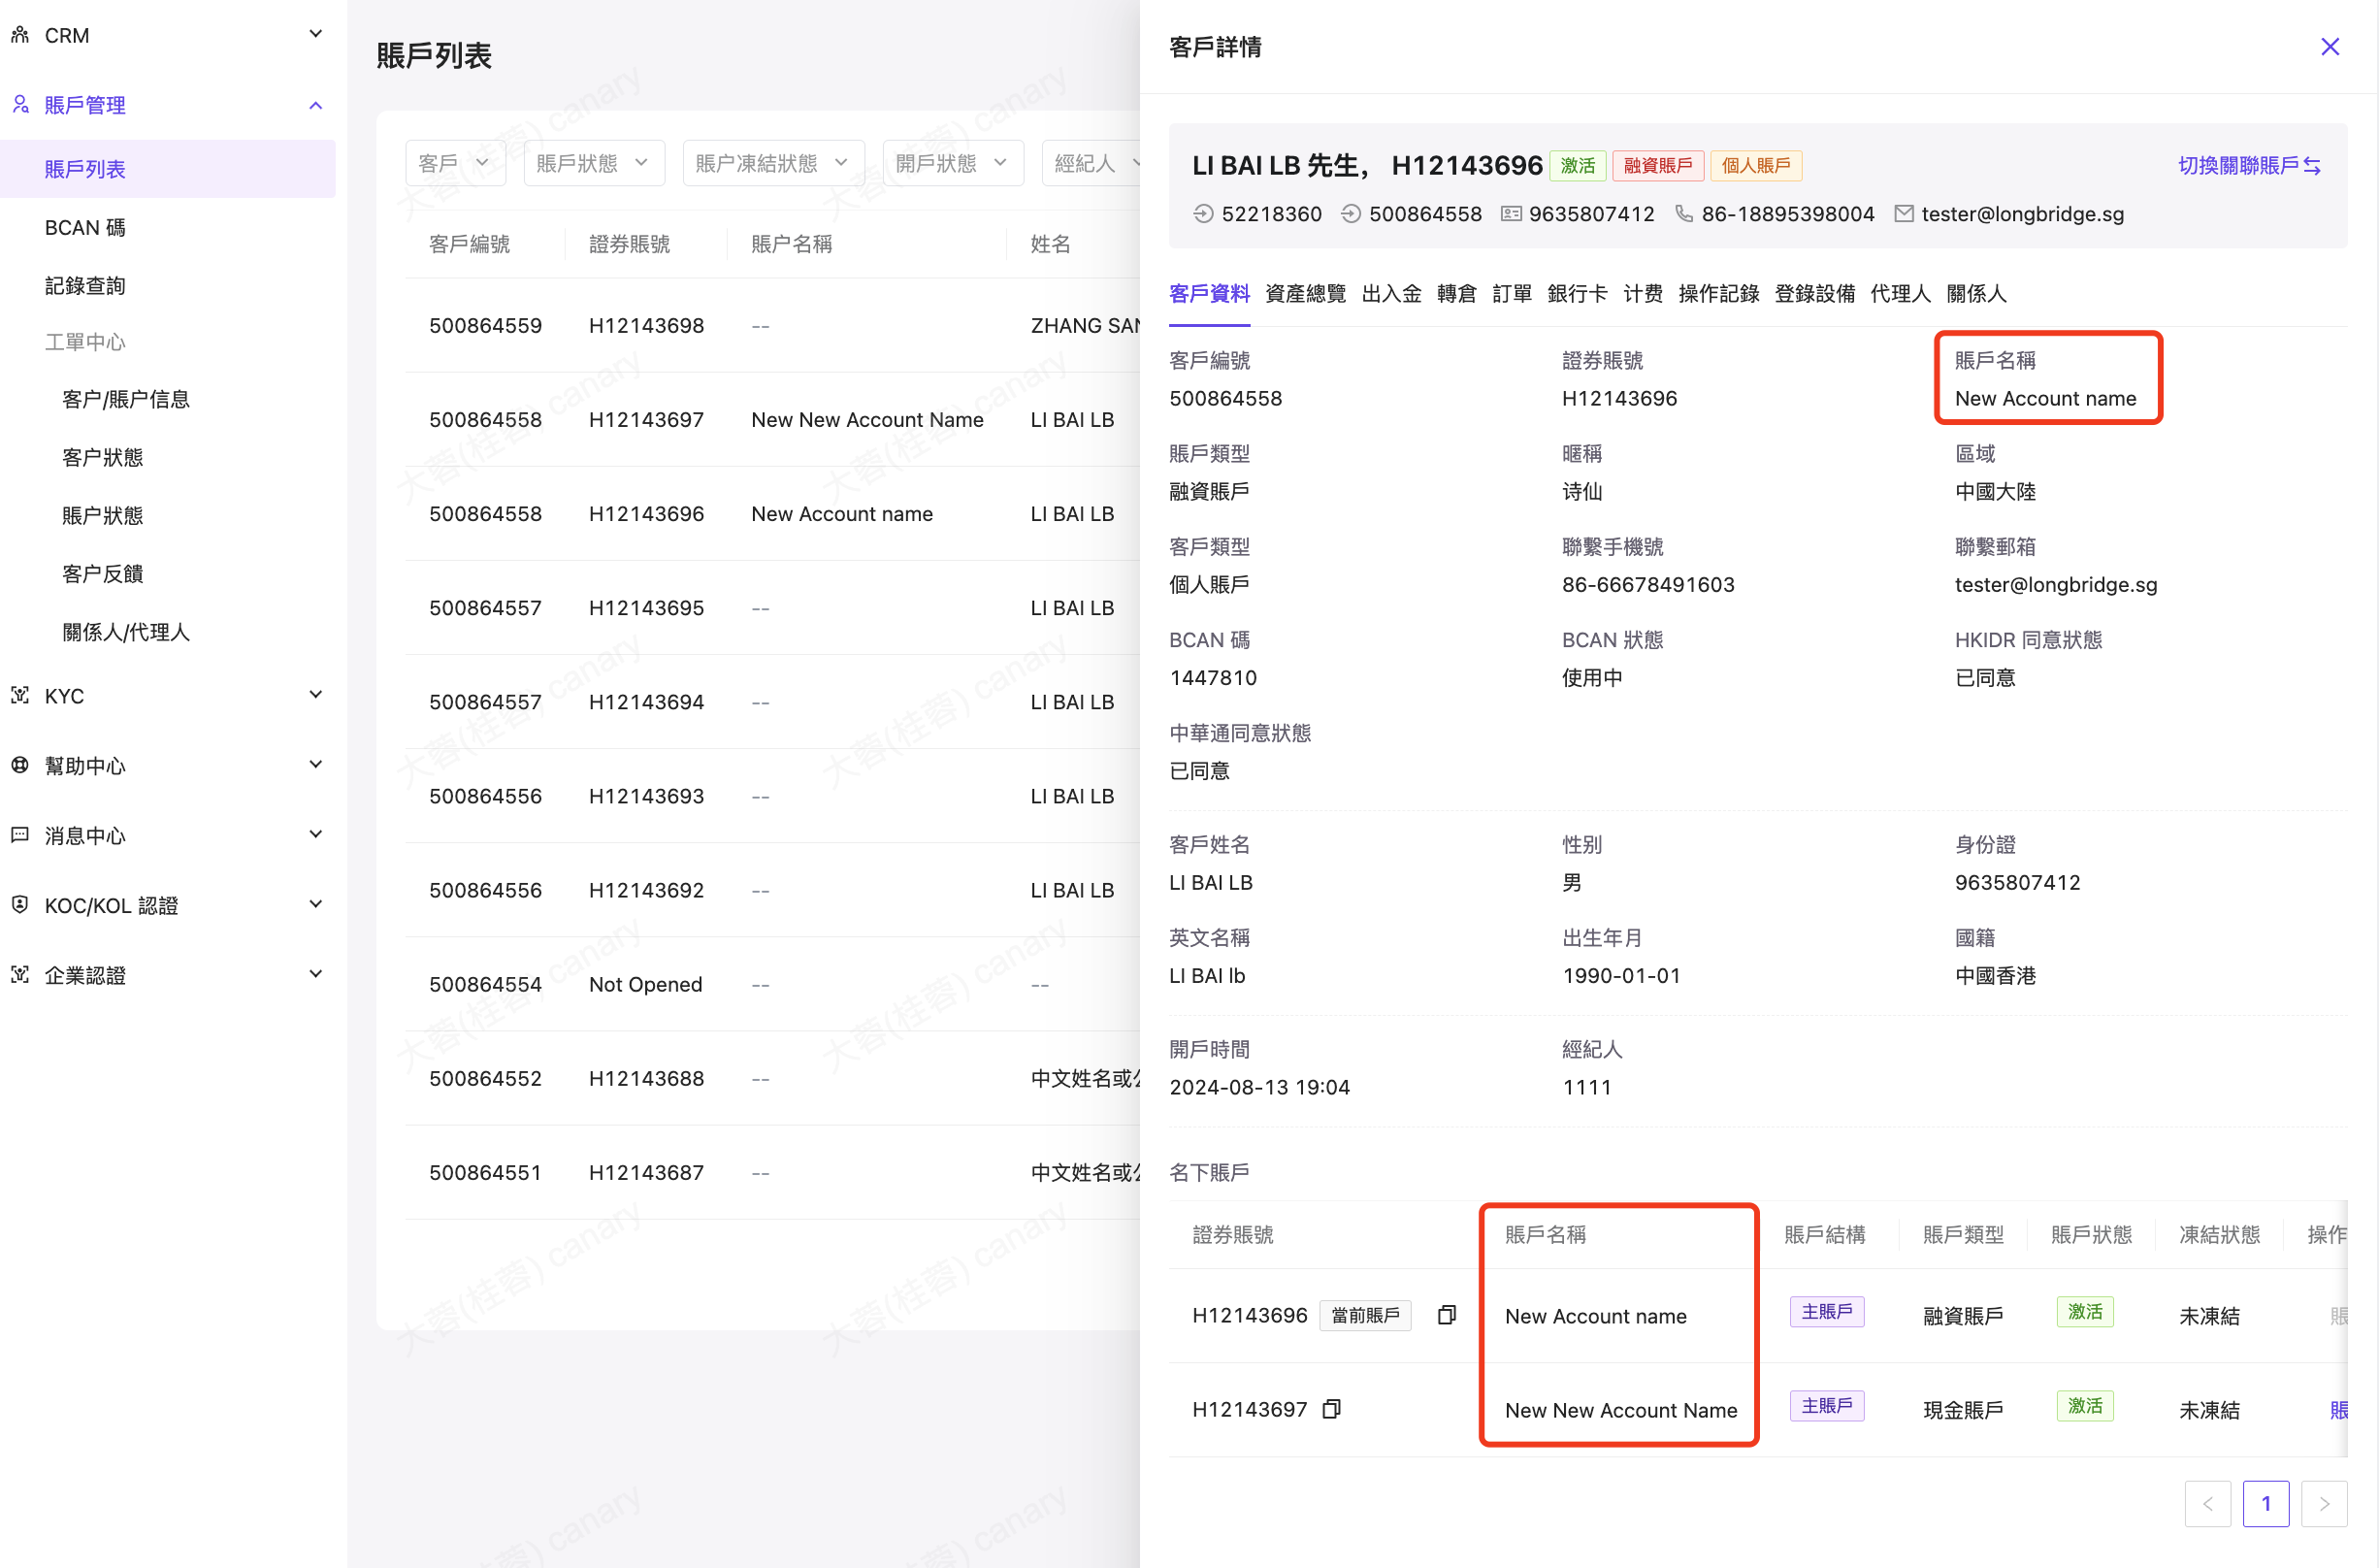 CRM
賬戶管理
賬戶列表
BCAN 碼
記錄查詢
工單中心
客户/賬户信息
客户狀態
賬户狀態
客户反饋
關係人/代理人
KYC
幫助中心
消息中心
KOC/KOL 認證
企業認證
賬戶列表
客戶 賬戶狀態 賬户凍結狀態 開戶狀態 經紀人
客戶編號 證券賬號 賬户名稱 姓名
500864559 H12143698 -- ZHANG SAN
500864558 H12143697 New New Account Name LI BAI LB
500864558 H12143696 New Account name LI BAI LB
500864557 H12143695 -- LI BAI LB
500864557 H12143694 -- LI BAI LB
500864556 H12143693 -- LI BAI LB
500864556 H12143692 -- LI BAI LB
500864554 Not Opened -- --
500864552 H12143688 -- 中文姓名或
500864551 H12143687 -- 中文姓名或
大蓉(桂蓉) canary
客戶詳情
LI BAI LB 先生， H12143696 激活 融資賬戶 個人賬戶 切換關聯賬戶
52218360 500864558 9635807412 86-18895398004 tester@longbridge.sg
客戶資料 資產總覽 出入金 轉倉 訂單 銀行卡 计费 操作記錄 登錄設備 代理人 關係人
客戶編號 證券賬號 賬戶名稱
500864558 H12143696 New Account name
賬戶類型 暱稱 區域
融資賬戶 诗仙 中國大陸
客戶類型 聯繫手機號 聯繫郵箱
個人賬戶 86-66678491603 tester@longbridge.sg
BCAN 碼 BCAN 狀態 HKIDR 同意狀態
1447810 使用中 已同意
中華通同意狀態
已同意
客戶姓名 性别 身份證
LI BAI LB 男 9635807412
英文名稱 出生年月 國籍
LI BAI lb 1990-01-01 中國香港
開戶時間 經紀人
2024-08-13 19:04 1111
名下賬戶
證券賬號 賬戶名稱 賬戶結構 賬戶類型 賬戶狀態 凍結狀態 操作
H12143696 當前賬戶 New Account name 主賬戶 融資賬戶 激活 未凍結 賬
H12143697 New New Account Name 主賬戶 現金賬戶 激活 未凍結 賬
< 1 >